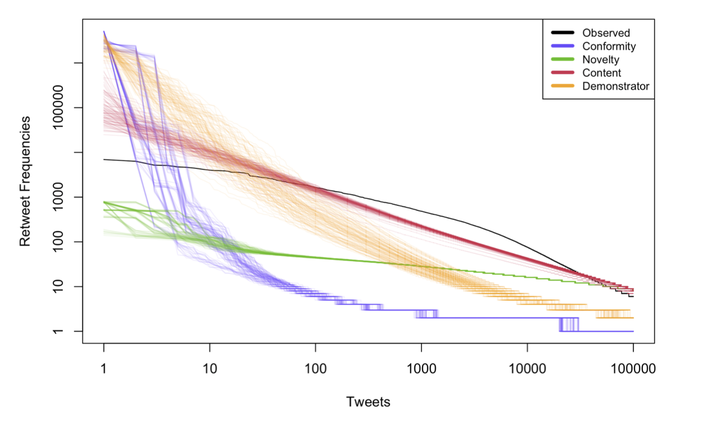 Observed
Conformity
Novelty
Content
Demonstrator
Retweet Frequencies
100000
1000
100
10
1
1
10
100
1000
10000
100000
Tweets